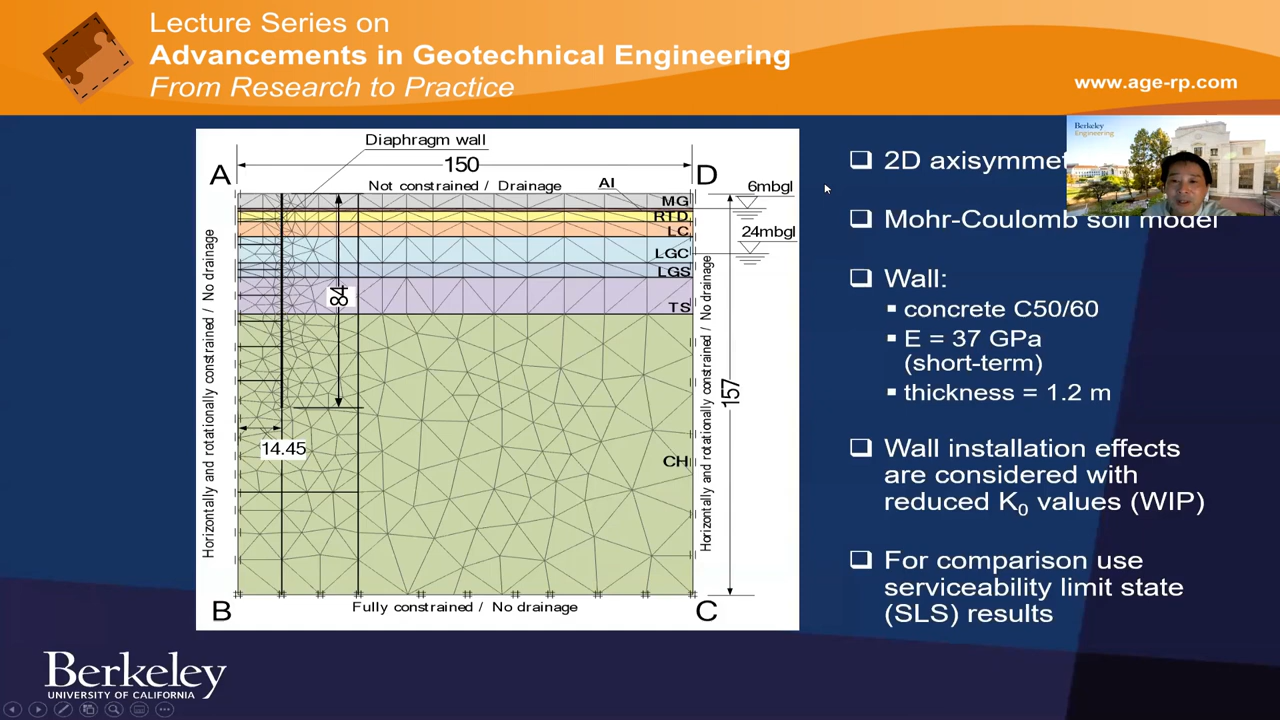 Lecture Series on
Advancements in Geotechnical Engineering
From Research to Practice
www.age-rp.com
Berkeley
Engineering
Diaphragm wall
150
A
D
Not constrained / Drainage
AI
6mbgl
24mbgl
MG
RTD
LC
LGC
LGS
TS
84
14.45
CH
157
Horizontally and rotationally constrained / No drainage
Horizontally and rotationally constrained / No drainage
B
C
Fully constrained / No drainage
2D
Mohr-Coulomb soil model
Wall:
concrete C50/60
E = 37 GPa
(short-term)
thickness = 1.2 m
Wall installation effects
are considered with
reduced K0 values (WIP)
For comparison use
serviceability limit state
(SLS) results
Berkeley
UNIVERSITY OF CALIFORNIA